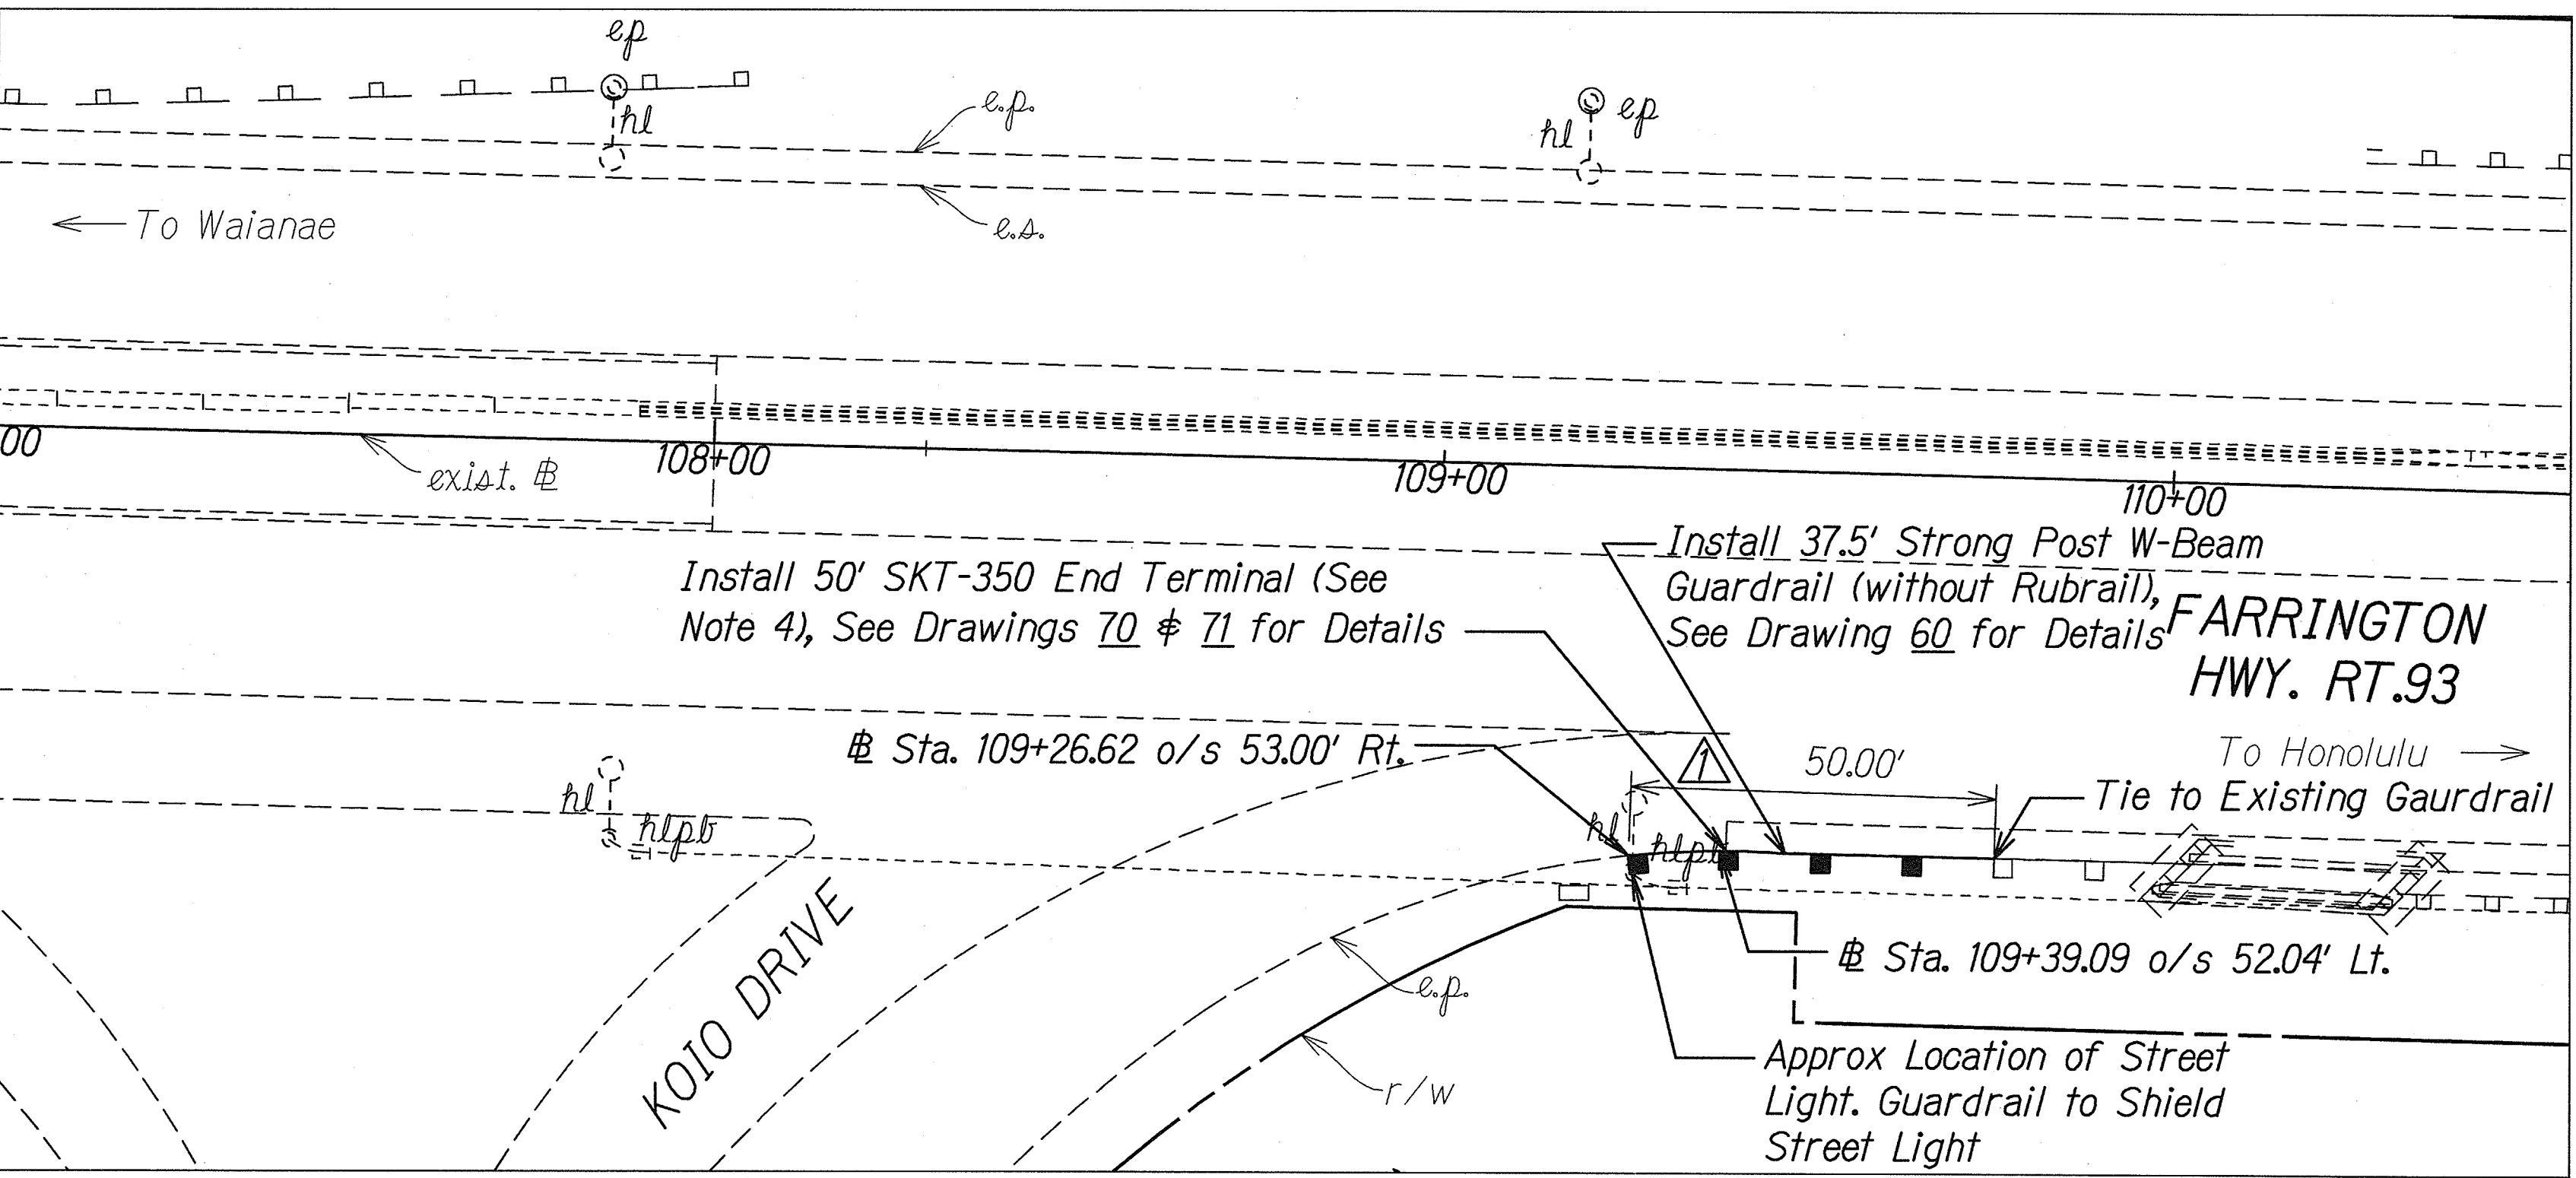 ep
e.p.
hl
hl
ep
← To Waianae
e.s.
00
exist. BL
108+00
109+00
110+00
Install 50' SKT-350 End Terminal (See
Note 4), See Drawings 70 & 71 for Details
Install 37.5' Strong Post W-Beam
Guardrail (without Rubrail),
See Drawing 60 for Details
FARRINGTON
HWY. RT.93
BL Sta. 109+26.62 o/s 53.00' Rt.
1
50.00'
To Honolulu →
Tie to Existing Gaurdrail
hl
hlpb
hl
KOIO DRIVE
BL Sta. 109+39.09 o/s 52.04' Lt.
e.p.
r/w
Approx Location of Street
Light. Guardrail to Shield
Street Light